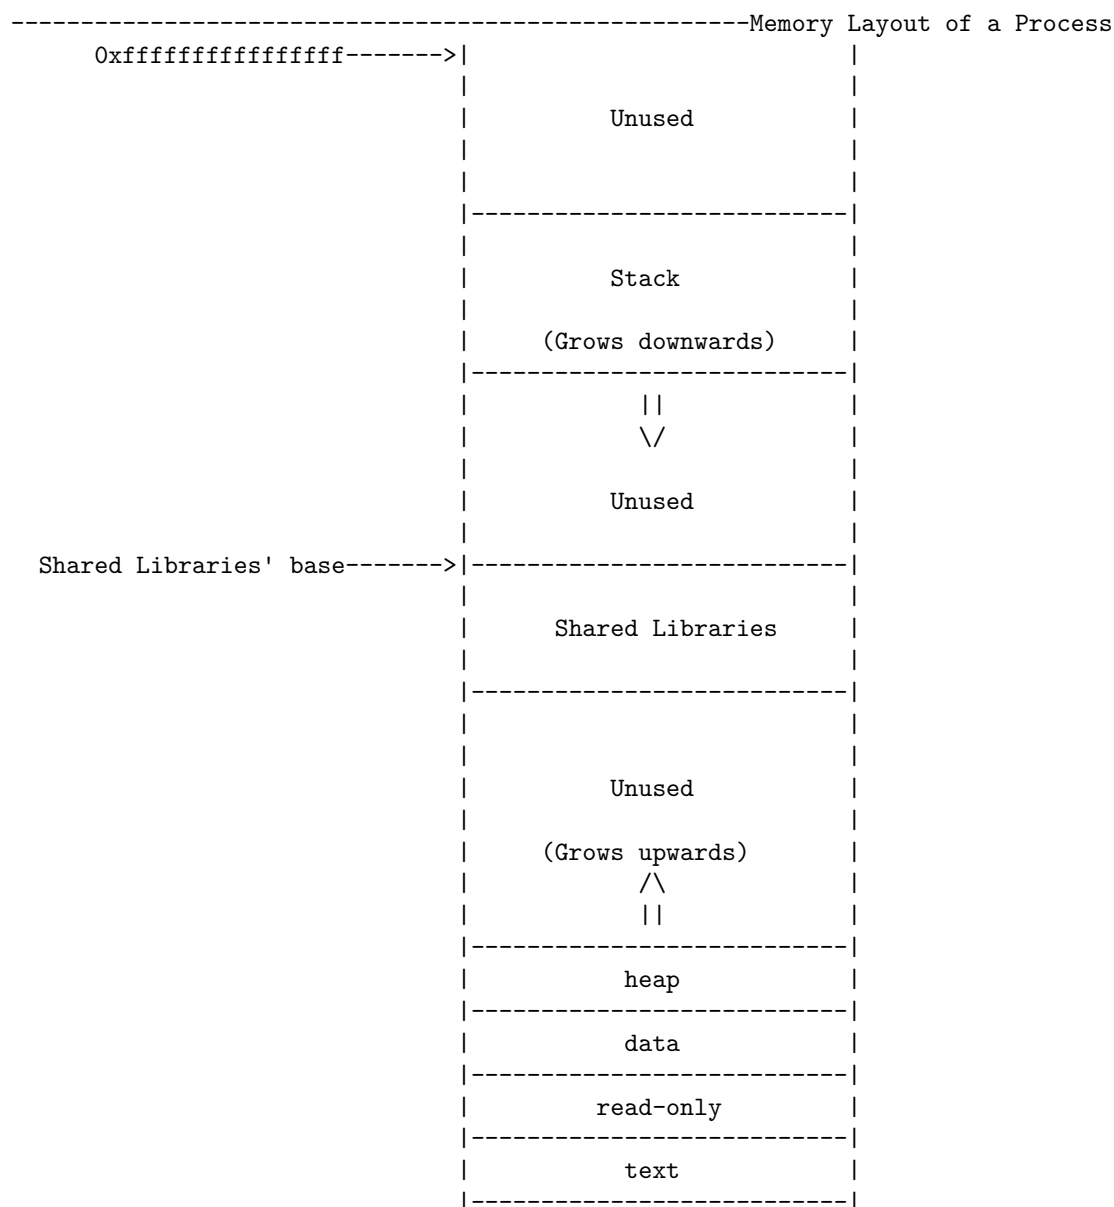 -----------------------------------------------------Memory Layout of a Process
      0xffffffffffffffff------->|                            |
                                |                            |
                                |          Unused            |
                                |                            |
                                |                            |
                                |---------------------------|
                                |                            |
                                |          Stack             |
                                |                            |
                                |     (Grows downwards)      |
                                |---------------------------|
                                |            ||              |
                                |            \/              |
                                |                            |
                                |          Unused            |
                                |                            |
  Shared Libraries' base------->|---------------------------|
                                |                            |
                                |      Shared Libraries      |
                                |                            |
                                |---------------------------|
                                |                            |
                                |                            |
                                |          Unused            |
                                |                            |
                                |     (Grows upwards)        |
                                |            /\              |
                                |            ||              |
                                |---------------------------|
                                |           heap             |
                                |---------------------------|
                                |           data             |
                                |---------------------------|
                                |         read-only          |
                                |---------------------------|
                                |           text             |
                                |---------------------------|